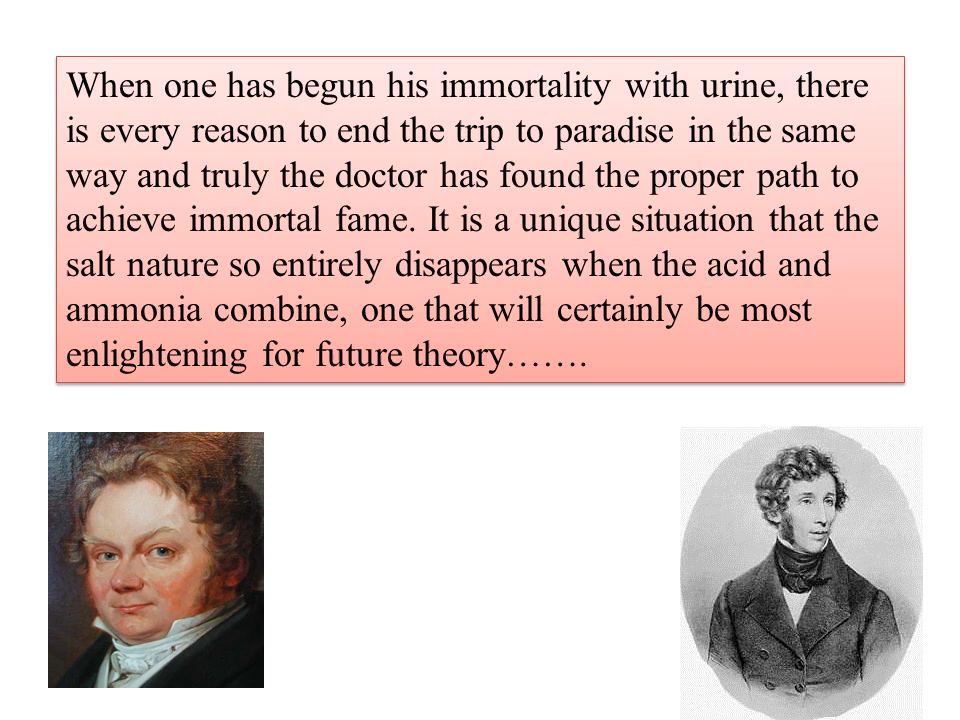 When one has begun his immortality with urine, there
is every reason to end the trip to paradise in the same
way and truly the doctor has found the proper path to
achieve immortal fame. It is a unique situation that the
salt nature so entirely disappears when the acid and
ammonia combine, one that will certainly be most
enlightening for future theory…….